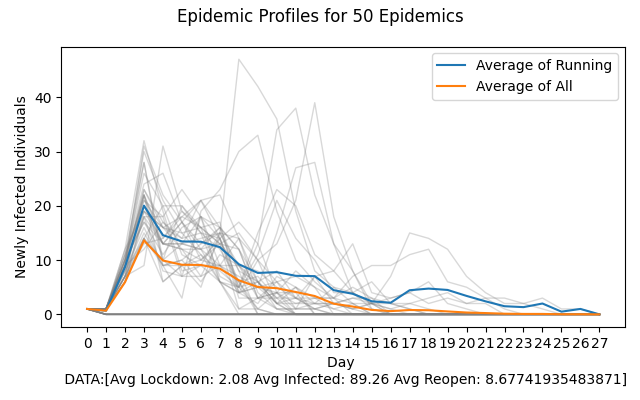 Epidemic Profiles for 50 Epidemics
Average of Running
Average of All
Newly Infected Individuals
40
30
20
10
0
0 1 2 3 4 5 6 7 8 9 10 11 12 13 14 15 16 17 18 19 20 21 22 23 24 25 26 27
Day
DATA:[Avg Lockdown: 2.08 Avg Infected: 89.26 Avg Reopen: 8.67741935483871]